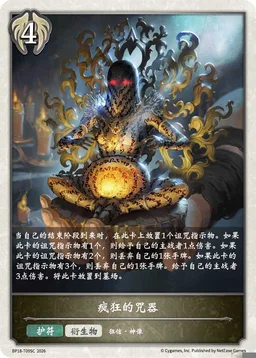 4
当自己的结束阶段到来时，在此卡上放置1个诅咒指示物。如果
此卡的诅咒指示物有1个，则给予自己的主战者1点伤害。如果
此卡的诅咒指示物有2个，则丢弃自己的1张手牌。如果此卡的
诅咒指示物有3个，则丢弃自己的1张手牌。给予自己的主战者
3点伤害。将此卡放置到墓场。
疯狂的咒器
护符 衍生物 狂信・神像
BP18-T09SC 2026
© Cygames, Inc. Published by NetEase Games